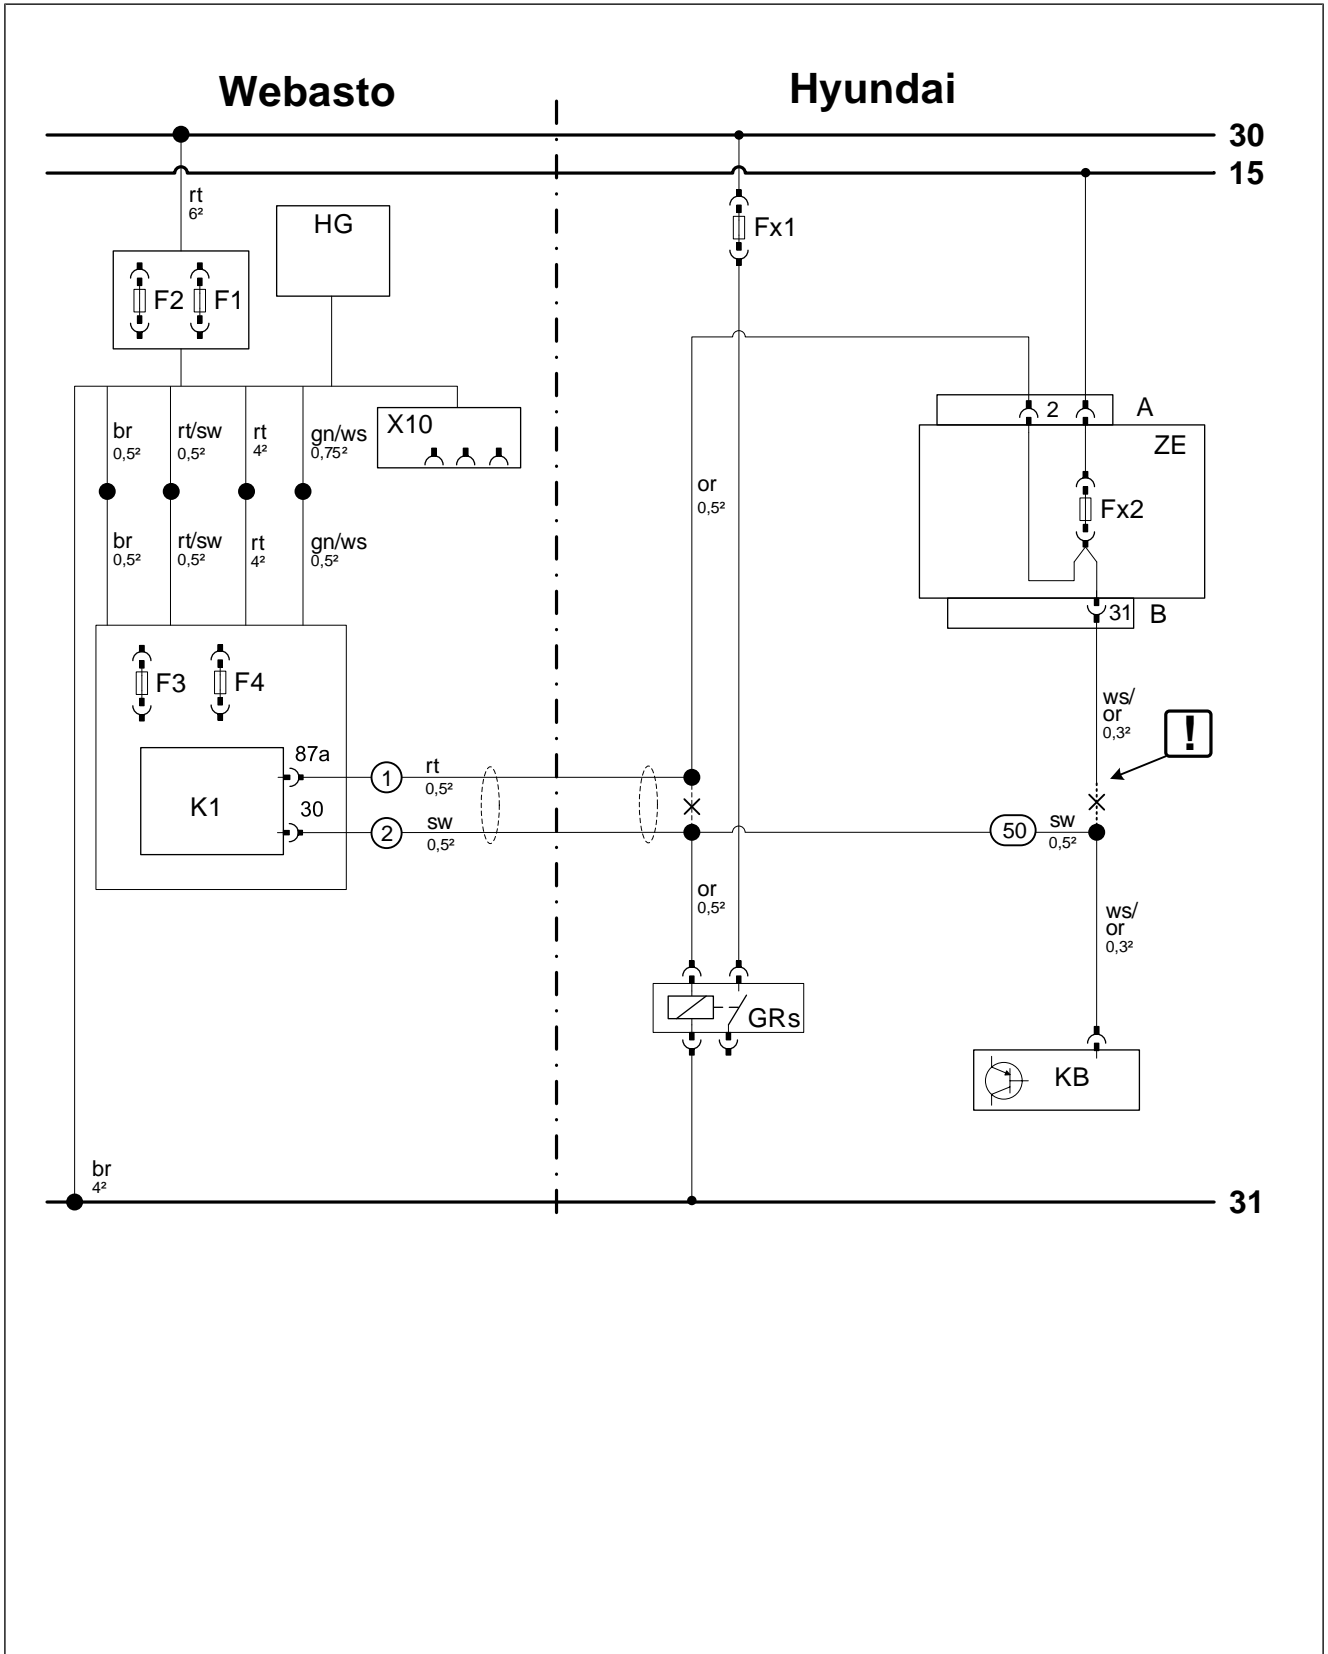 Webasto
Hyundai
30
15
rt
6²
HG
Fx1
F2
F1
X10
2
A
ZE
br
0,5²
rt/sw
0,5²
rt
4²
gn/ws
0,75²
or
0,5²
Fx2
br
0,5²
rt/sw
0,5²
rt
4²
gn/ws
0,5²
31
B
F3
F4
ws/
or
0,3²
!
87a
1
rt
0,5²
K1
30
2
sw
0,5²
50
sw
0,5²
or
0,5²
ws/
or
0,3²
GRs
KB
br
4²
31